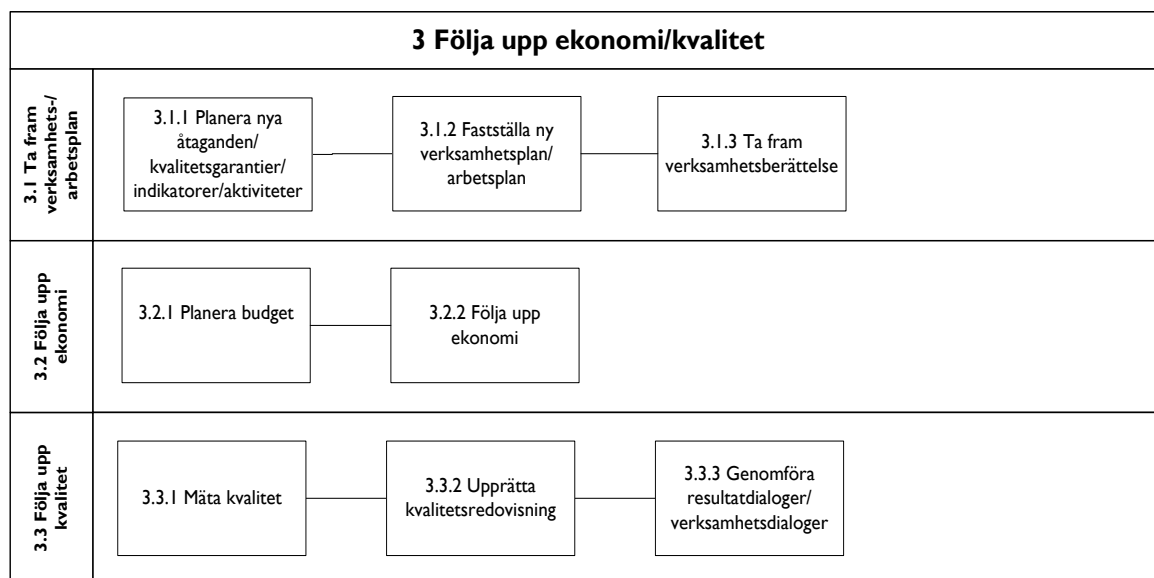 3 Följa upp ekonomi/kvalitet
3.1 Ta fram
verksamhets-/
arbetsplan
3.1.1 Planera nya
åtaganden/
kvalitetsgarantier/
indikatorer/aktiviteter
3.1.2 Fastställa ny
verksamhetsplan/
arbetsplan
3.1.3 Ta fram
verksamhetsberättelse
3.2 Följa upp
ekonomi
3.2.1 Planera budget
3.2.2 Följa upp
ekonomi
3.3 Följa upp
kvalitet
3.3.1 Mäta kvalitet
3.3.2 Upprätta
kvalitetsredovisning
3.3.3 Genomföra
resultatdialoger/
verksamhetsdialoger